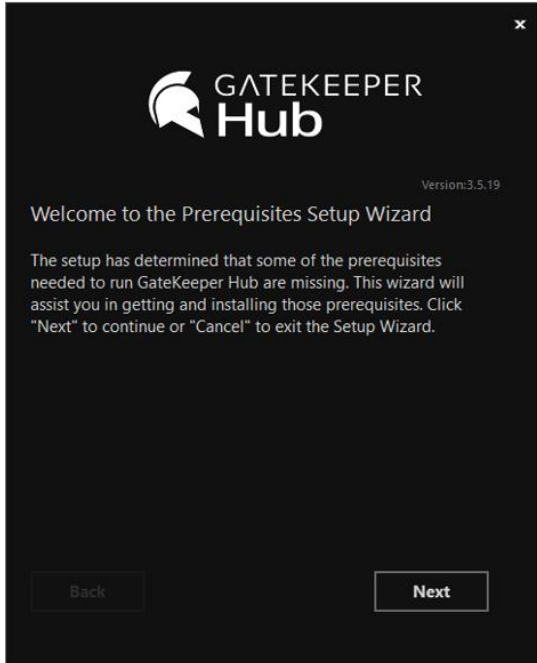 x
GATEKEEPER
Hub
Version:3.5.19
Welcome to the Prerequisites Setup Wizard
The setup has determined that some of the prerequisites
needed to run GateKeeper Hub are missing. This wizard will
assist you in getting and installing those prerequisites. Click
"Next" to continue or "Cancel" to exit the Setup Wizard.
Back
Next